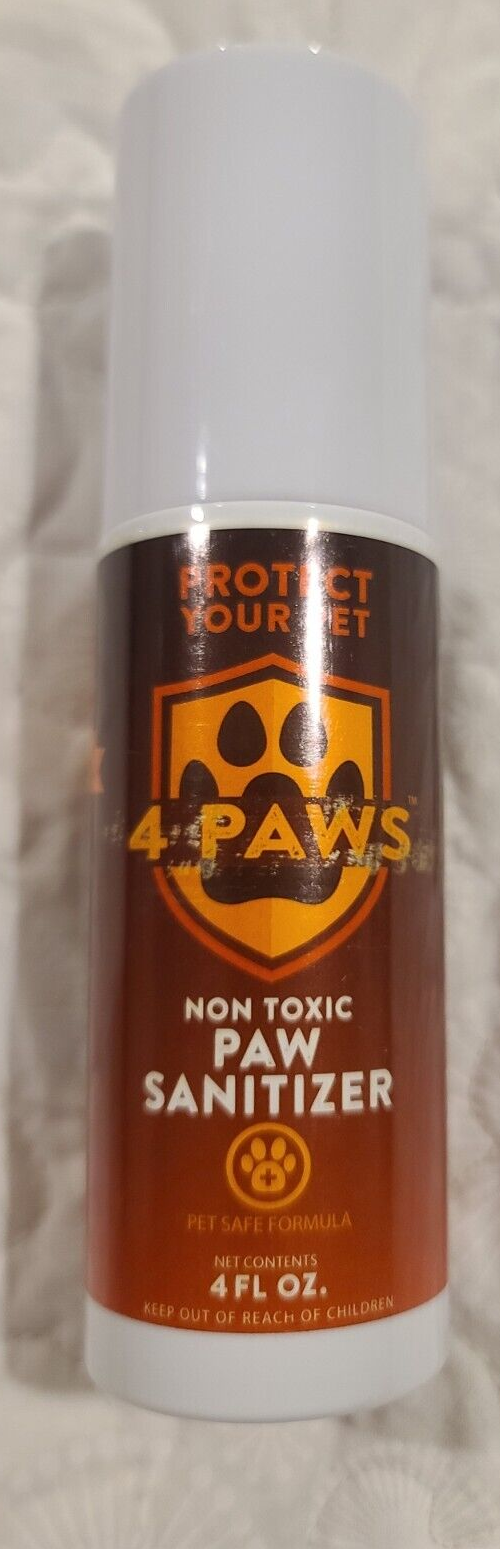 PROTECT
YOUR PET
4 PAWS™
NON TOXIC
PAW
SANITIZER
PET SAFE FORMULA
NET CONTENTS
4 FL OZ.
KEEP OUT OF REACH OF CHILDREN